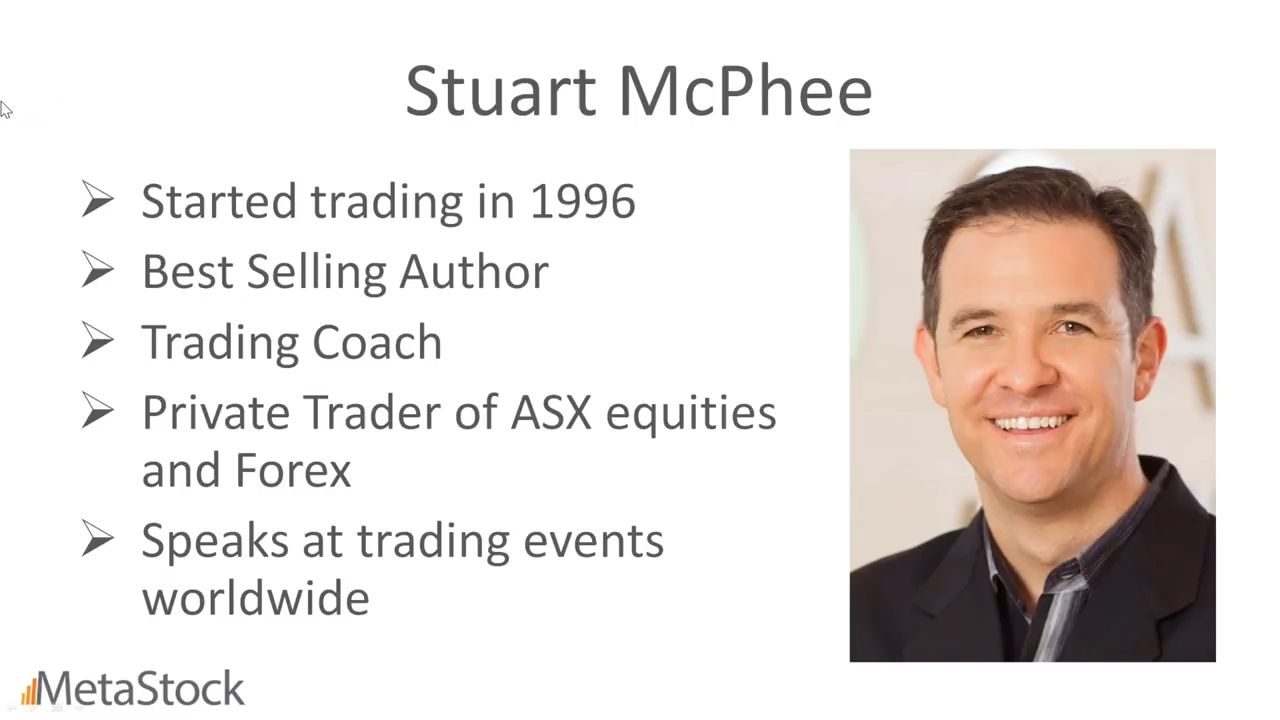 Stuart McPhee
Started trading in 1996
Best Selling Author
Trading Coach
Private Trader of ASX equities
and Forex
Speaks at trading events
worldwide
MetaStock